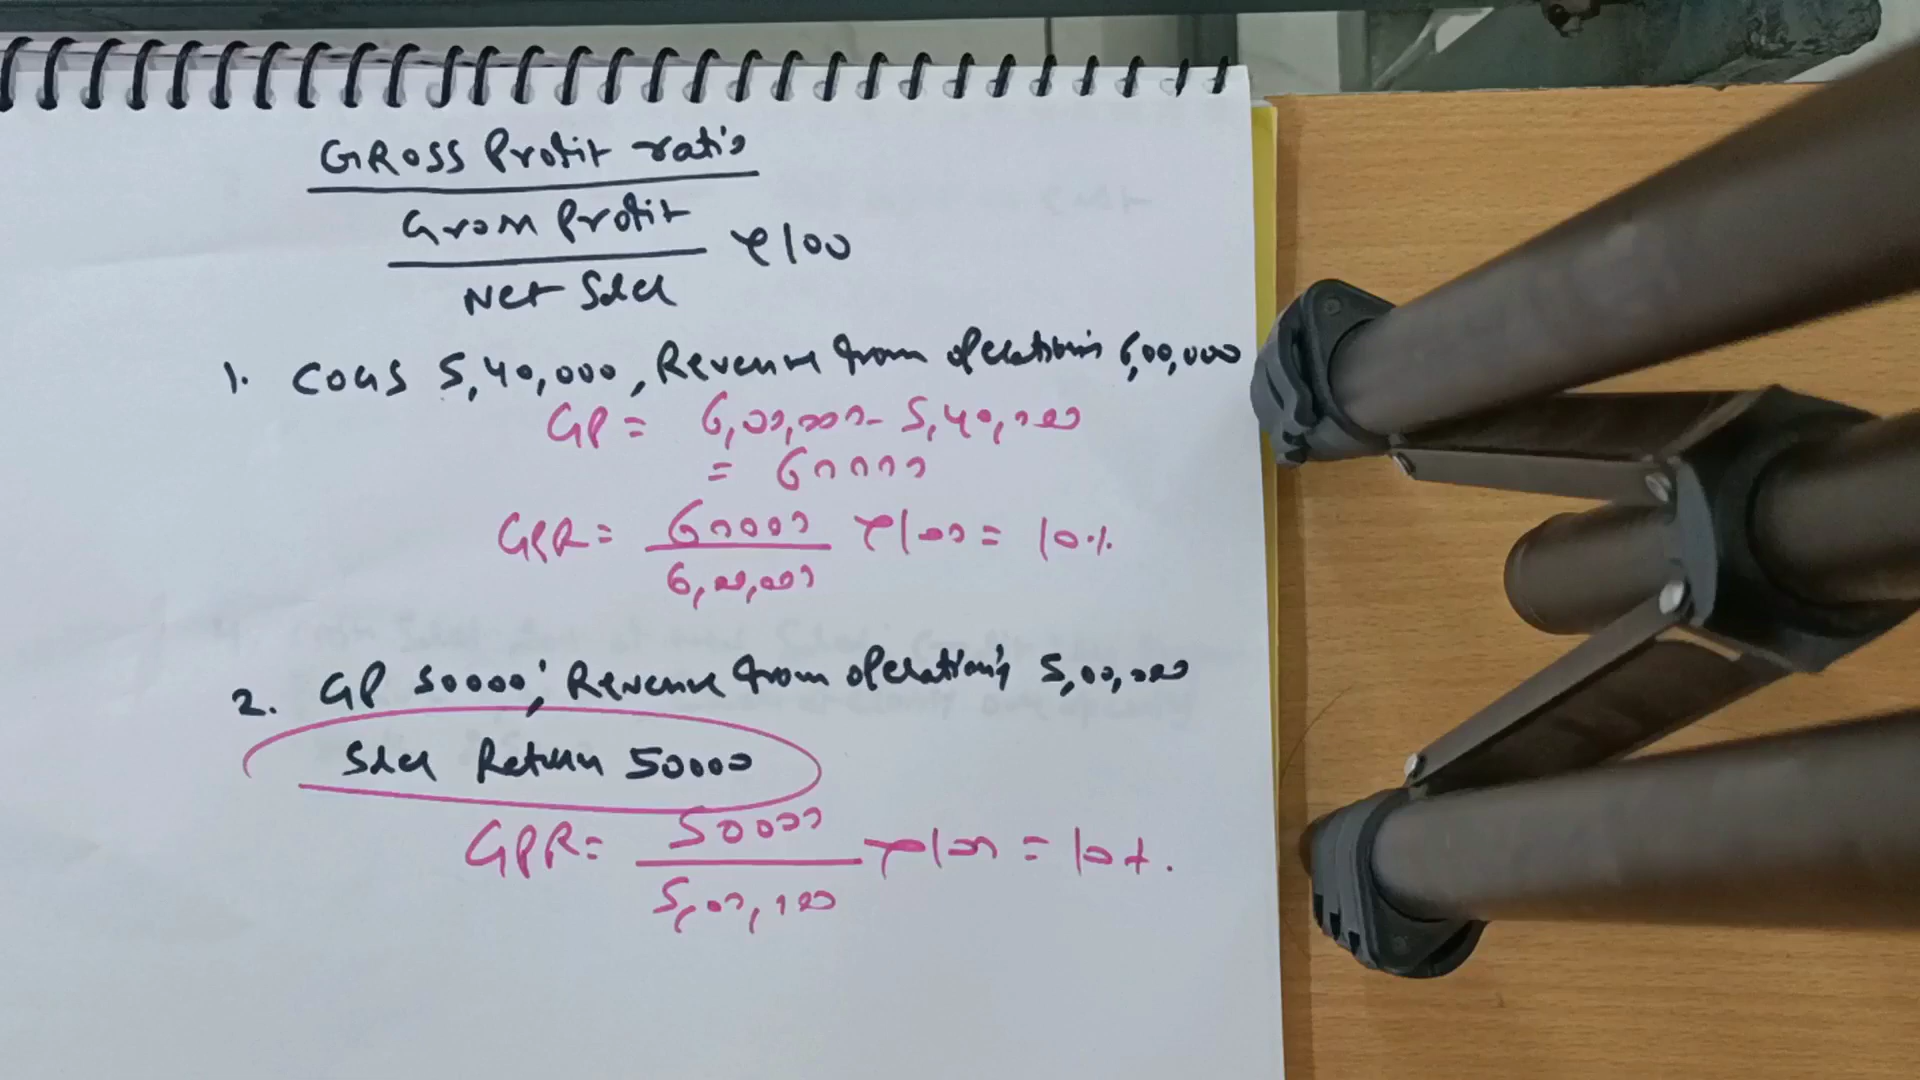 GROSS Profit ratio
Gross Profit
Net Sales × 100
1. COGS 5,40,000, Revenue from operations 6,00,000
GP = 6,00,000 - 5,40,000
= 60000
GPR = 60000 × 100 = 10%
6,00,000
2. GP 50000; Revenue from operations 5,00,000
Sales Return 50000
GPR = 50000 × 100 = 10%.
5,00,000